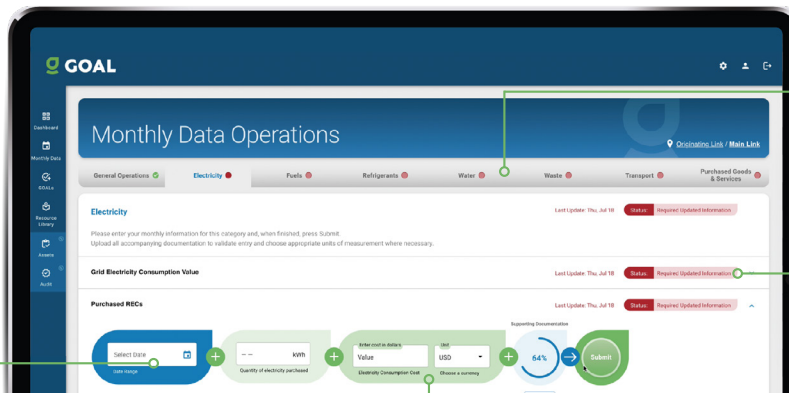 GOAL
Dashboard
Monthly Data
GOALs
Resource
Library
Assets
Audit
Monthly Data Operations
Originating Link / Main Link
General Operations
Electricity
Fuels
Refrigerants
Water
Waste
Transport
Purchased Goods
& Services
Electricity
Last Update: Thu, Jul 18
Status: Required Updated Information
Please enter your monthly information for this category and, when finished, press Submit.
Upload all accompanying documentation to validate entry and choose appropriate units of measurement where necessary.
Grid Electricity Consumption Value
Last Update: Thu, Jul 18
Status: Required Updated Information
Purchased RECs
Last Update: Thu, Jul 18
Status: Required Updated Information
Supporting Documentation
Select Date
Date Range
-- kWh
Quantity of electricity purchased
Enter cost in dollars
Value
Electricity Consumption Cost
Unit
USD
Choose a currency
64%
Submit